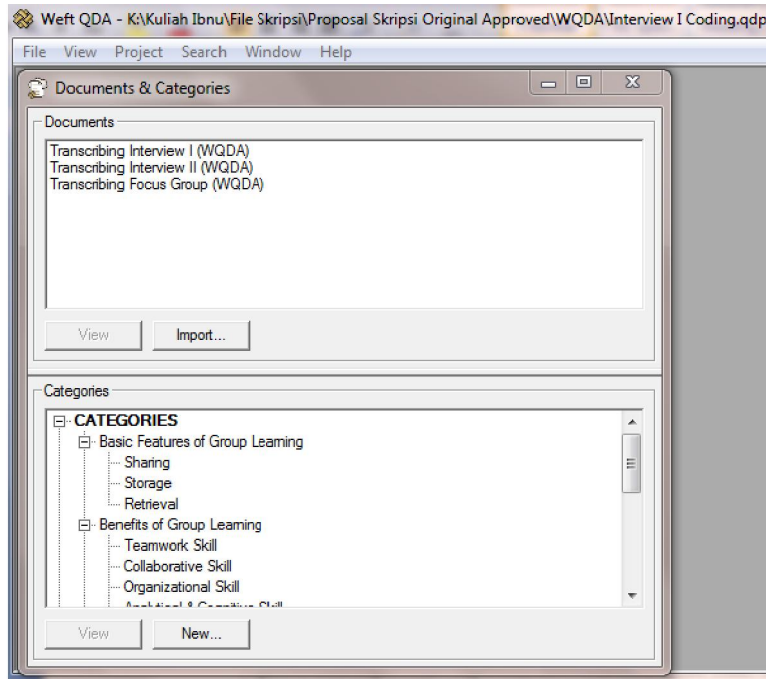 Weft QDA - K:\Kuliah Ibnu\File Skripsi\Proposal Skripsi Original Approved\WQDA\Interview I Coding.qdp
File View Project Search Window Help
Documents & Categories
Documents
Transcribing Interview I (WQDA)
Transcribing Interview II (WQDA)
Transcribing Focus Group (WQDA)
View Import...
Categories
CATEGORIES
Basic Features of Group Learning
Sharing
Storage
Retrieval
Benefits of Group Learning
Teamwork Skill
Collaborative Skill
Organizational Skill
Analytical & Cognitive Skill
View New...